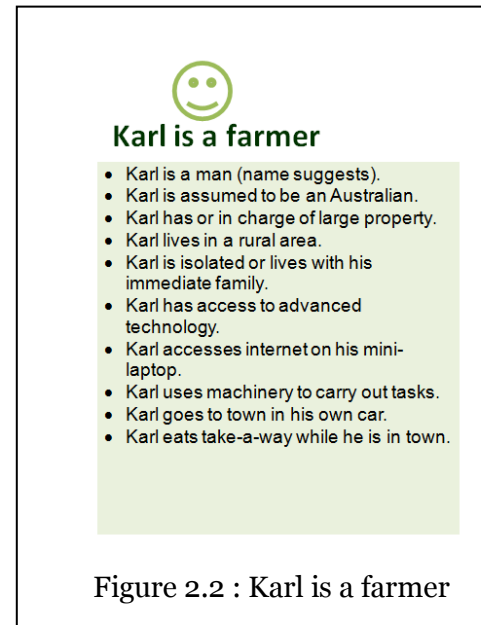 Karl is a farmer
• Karl is a man (name suggests).
• Karl is assumed to be an Australian.
• Karl has or in charge of large property.
• Karl lives in a rural area.
• Karl is isolated or lives with his
immediate family.
• Karl has access to advanced
technology.
• Karl accesses internet on his mini-
laptop.
• Karl uses machinery to carry out tasks.
• Karl goes to town in his own car.
• Karl eats take-a-way while he is in town.
Figure 2.2 : Karl is a farmer